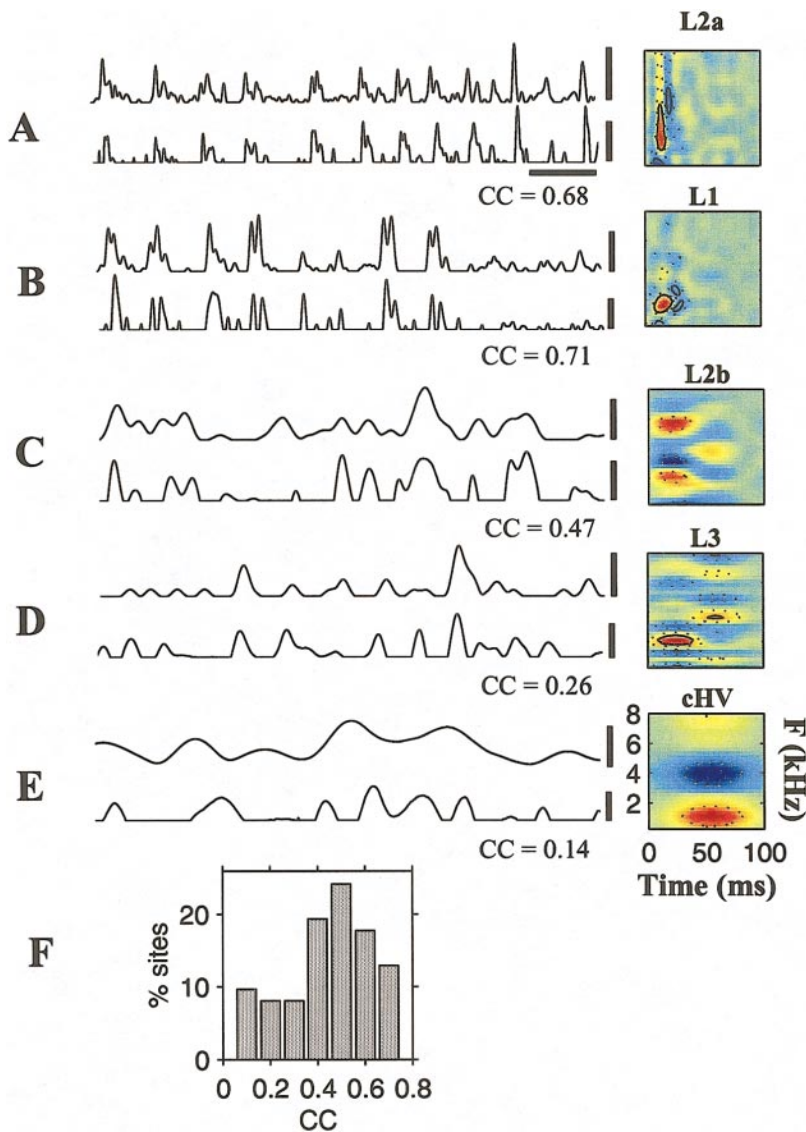 L2a
A
CC = 0.68
L1
B
CC = 0.71
L2b
C
CC = 0.47
L3
D
CC = 0.26
cHV
8
6
4
2
F (kHz)
E
CC = 0.14
0 50 100
Time (ms)
F
20
10
0
% sites
0 0.2 0.4 0.6 0.8
CC